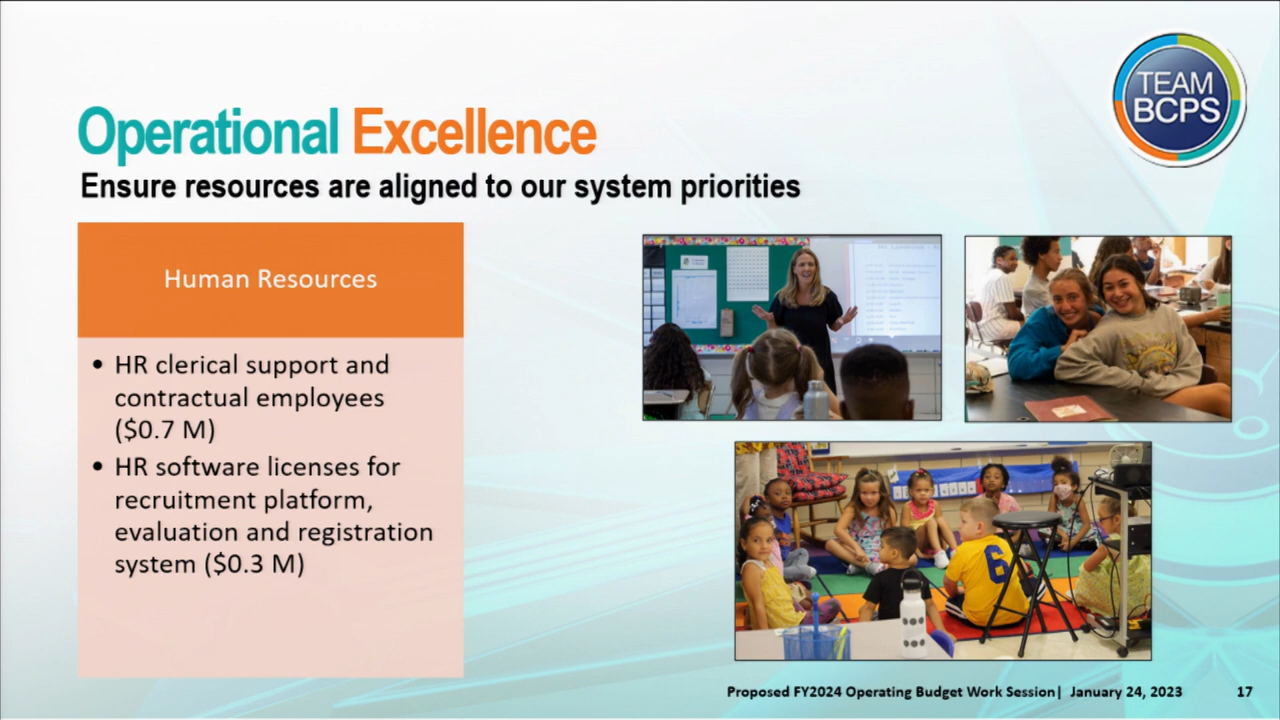 TEAM
BCPS
Operational Excellence
Ensure resources are aligned to our system priorities
Human Resources
• HR clerical support and
contractual employees
($0.7 M)
• HR software licenses for
recruitment platform,
evaluation and registration
system ($0.3 M)
6
Proposed FY2024 Operating Budget Work Session| January 24, 2023
17